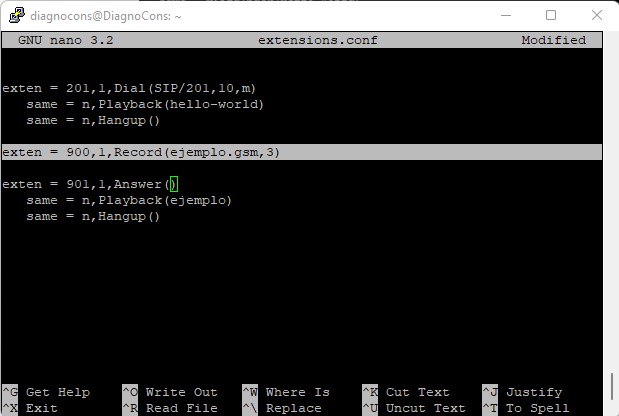 diagnocons@DiagnoCons: ~
GNU nano 3.2 extensions.conf Modified
exten = 201,1,Dial(SIP/201,10,m)
same = n,Playback(hello-world)
same = n,Hangup()
exten = 900,1,Record(ejemplo.gsm,3)
exten = 901,1,Answer()
same = n,Playback(ejemplo)
same = n,Hangup()
^G Get Help ^O Write Out ^W Where Is ^K Cut Text ^J Justify
^X Exit ^R Read File ^\ Replace ^U Uncut Text ^T To Spell